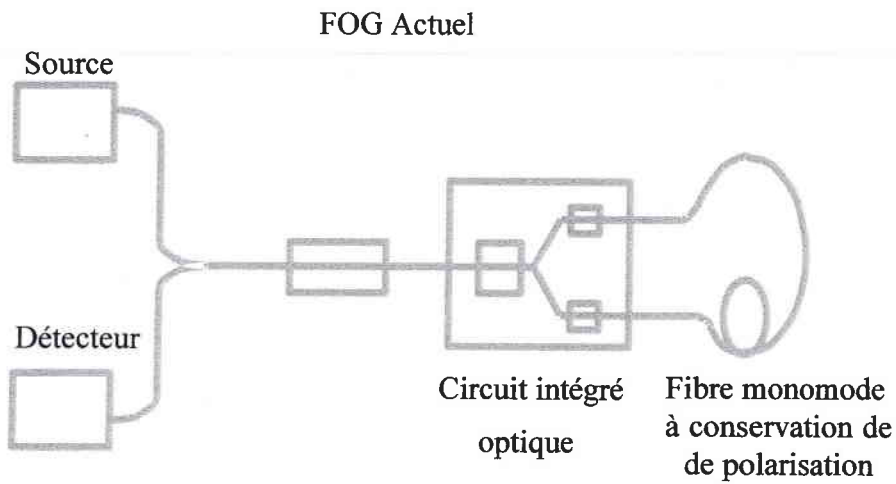 FOG Actuel
Source
Détecteur
Circuit intégré
optique
Fibre monomode
à conservation de
de polarisation